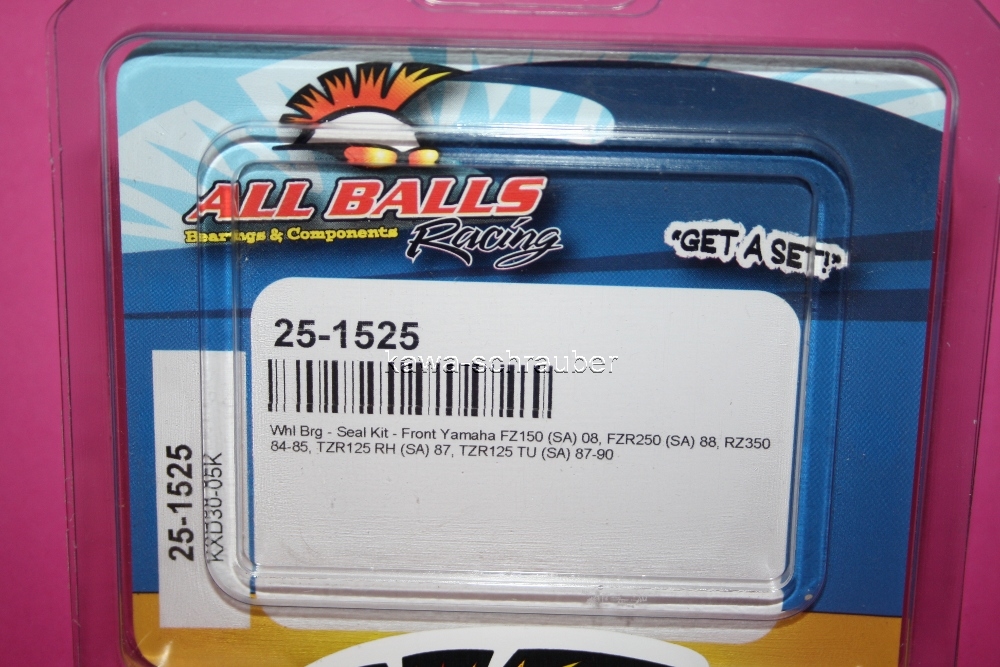 ALL BALLS
Bearings & Components
Racing
"GET A SET!"
25-1525
kawa-schrauber
Whl Brg - Seal Kit - Front Yamaha FZ150 (SA) 08, FZR250 (SA) 88, RZ350
84-85, TZR125 RH (SA) 87, TZR125 TU (SA) 87-90
25-1525
KXD30-05K